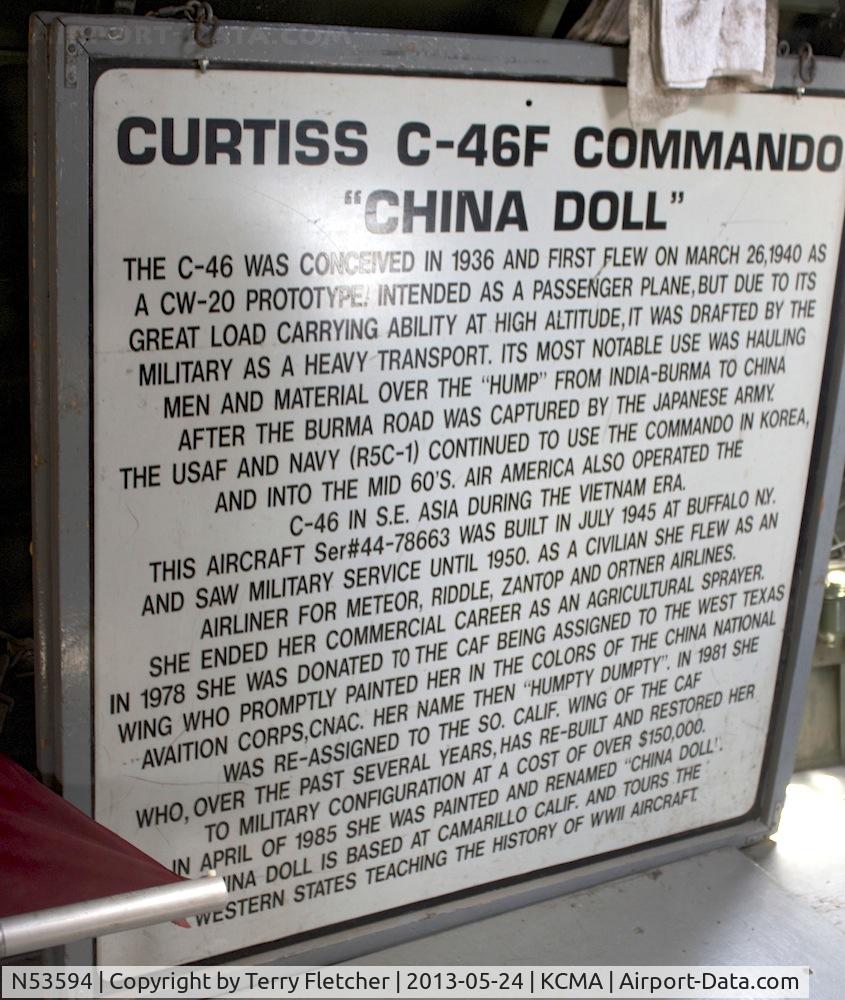 AIRPORT-DATA.COM
CURTISS C-46F COMMANDO
"CHINA DOLL"
THE C-46 WAS CONCEIVED IN 1936 AND FIRST FLEW ON MARCH 26,1940 AS
A CW-20 PROTOTYPE. INTENDED AS A PASSENGER PLANE,BUT DUE TO ITS
GREAT LOAD CARRYING ABILITY AT HIGH ALTITUDE,IT WAS DRAFTED BY THE
MILITARY AS A HEAVY TRANSPORT. ITS MOST NOTABLE USE WAS HAULING
MEN AND MATERIAL OVER THE "HUMP" FROM INDIA-BURMA TO CHINA
AFTER THE BURMA ROAD WAS CAPTURED BY THE JAPANESE ARMY.
THE USAF AND NAVY (R5C-1) CONTINUED TO USE THE COMMANDO IN KOREA,
AND INTO THE MID 60'S. AIR AMERICA ALSO OPERATED THE
C-46 IN S.E. ASIA DURING THE VIETNAM ERA.
THIS AIRCRAFT Ser#44-78663 WAS BUILT IN JULY 1945 AT BUFFALO N.Y.
AND SAW MILITARY SERVICE UNTIL 1950. AS A CIVILIAN SHE FLEW AS AN
AIRLINER FOR METEOR, RIDDLE, ZANTOP AND ORTNER AIRLINES.
SHE ENDED HER COMMERCIAL CAREER AS AN AGRICULTURAL SPRAYER.
IN 1978 SHE WAS DONATED TO THE CAF BEING ASSIGNED TO THE WEST TEXAS
WING WHO PROMPTLY PAINTED HER IN THE COLORS OF THE CHINA NATIONAL
AVAITION CORPS,CNAC. HER NAME THEN "HUMPTY DUMPTY". IN 1981 SHE
WAS RE-ASSIGNED TO THE SO. CALIF. WING OF THE CAF
WHO, OVER THE PAST SEVERAL YEARS, HAS RE-BUILT AND RESTORED HER
TO MILITARY CONFIGURATION AT A COST OF OVER $150,000.
IN APRIL OF 1985 SHE WAS PAINTED AND RENAMED "CHINA DOLL".
INA DOLL IS BASED AT CAMARILLO CALIF. AND TOURS THE
WESTERN STATES TEACHING THE HISTORY OF WWII AIRCRAFT.
N53594 | Copyright by Terry Fletcher | 2013-05-24 | KCMA | Airport-Data.com